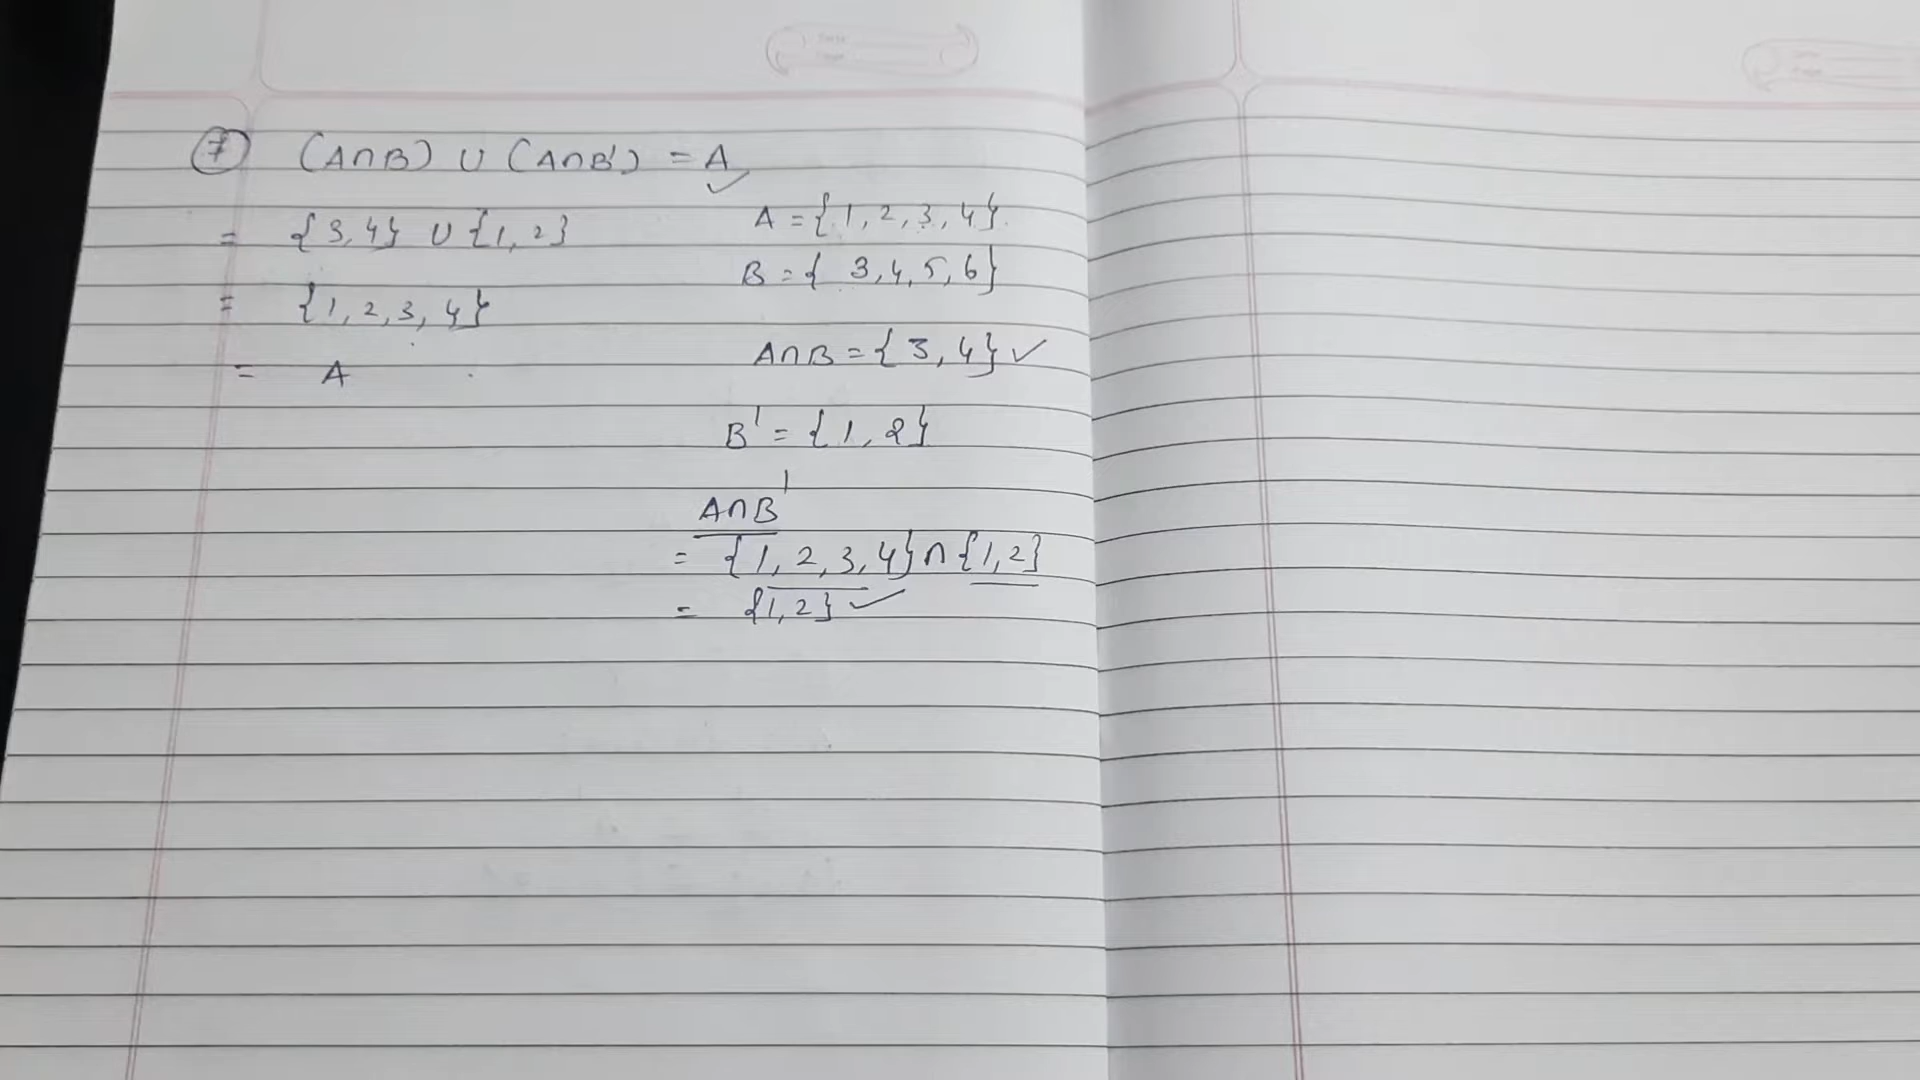 ⑦ (A∩B) ∪ (A∩B') = A ✓
= {3,4} ∪ {1,2}
= {1,2,3,4}
= A
A = {1,2,3,4}
B = {3,4,5,6}
A∩B = {3,4} ✓
B' = {1,2}
A∩B'
= {1,2,3,4} ∩ {1,2}
= {1,2} ✓